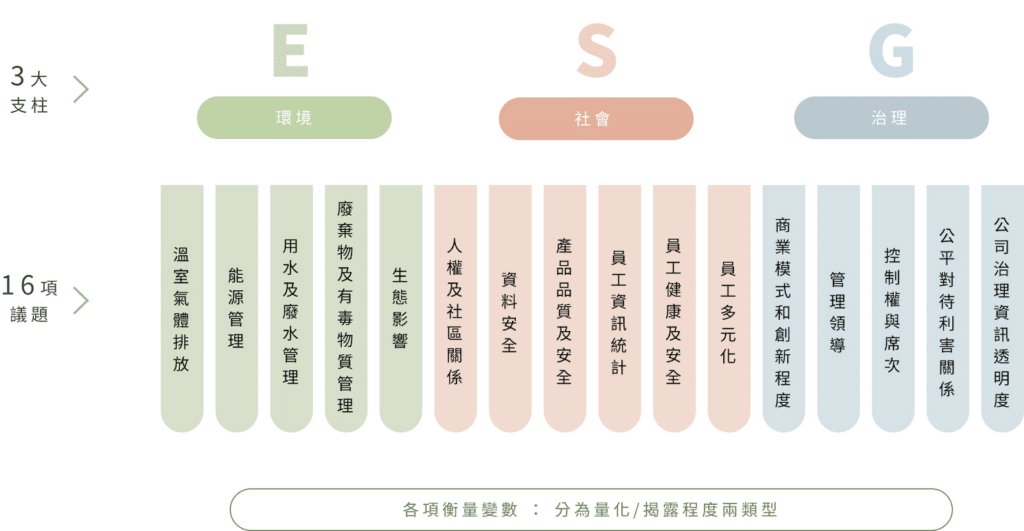 E
S
G
3大
支柱
環境
社會
治理
16項
議題
溫室氣體排放
能源管理
用水及廢水管理
廢棄物及有毒物質管理
生態影響
人權及社區關係
資料安全
產品品質及安全
員工資訊統計
員工健康及安全
員工多元化
商業模式和創新程度
管理領導
控制權與席次
公平對待利害關係
公司治理資訊透明度
各項衡量變數 ： 分為量化/揭露程度兩類型